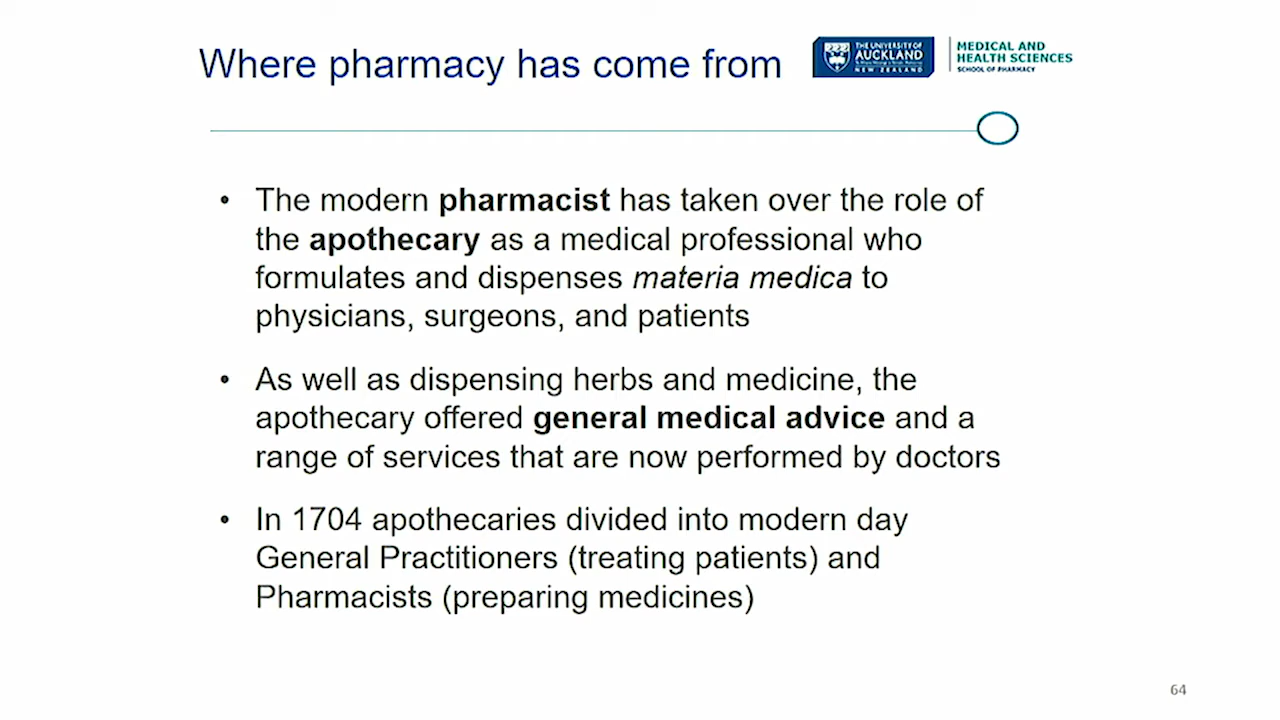 Where pharmacy has come from
THE UNIVERSITY OF
AUCKLAND
NEW ZEALAND
MEDICAL AND
HEALTH SCIENCES
SCHOOL OF PHARMACY
• The modern pharmacist has taken over the role of
the apothecary as a medical professional who
formulates and dispenses materia medica to
physicians, surgeons, and patients
• As well as dispensing herbs and medicine, the
apothecary offered general medical advice and a
range of services that are now performed by doctors
• In 1704 apothecaries divided into modern day
General Practitioners (treating patients) and
Pharmacists (preparing medicines)
64